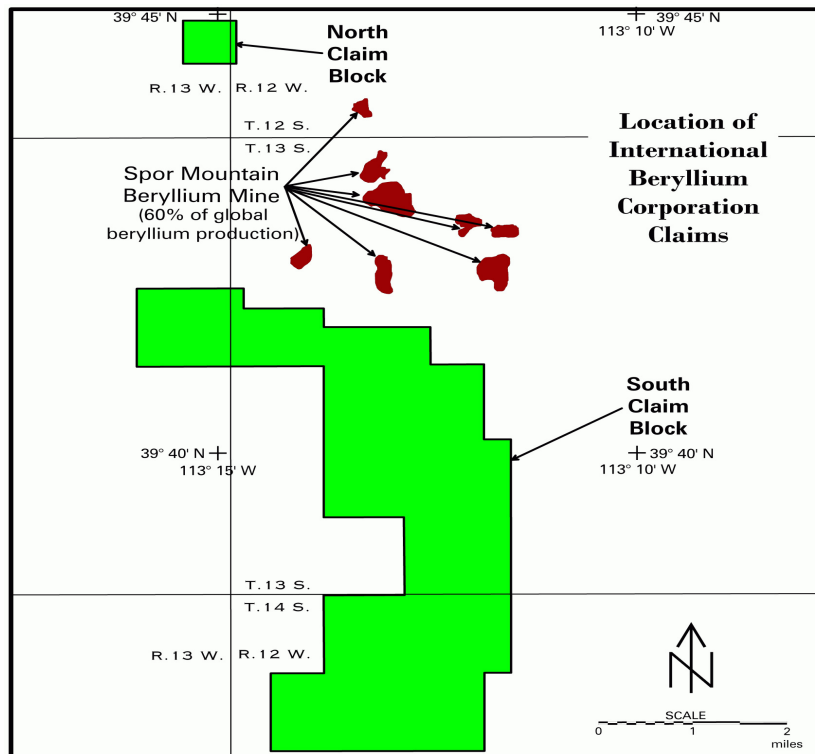 39° 45' N
39° 45' N
113° 10' W
North
Claim
Block
R.13 W. R.12 W.
T.12 S.
T.13 S.
Location of
International
Beryllium
Corporation
Claims
Spor Mountain
Beryllium Mine
(60% of global
beryllium production)
South
Claim
Block
39° 40' N
113° 15' W
39° 40' N
113° 10' W
T.13 S.
T.14 S.
R.13 W. R.12 W.
N
SCALE
0 1 2
miles